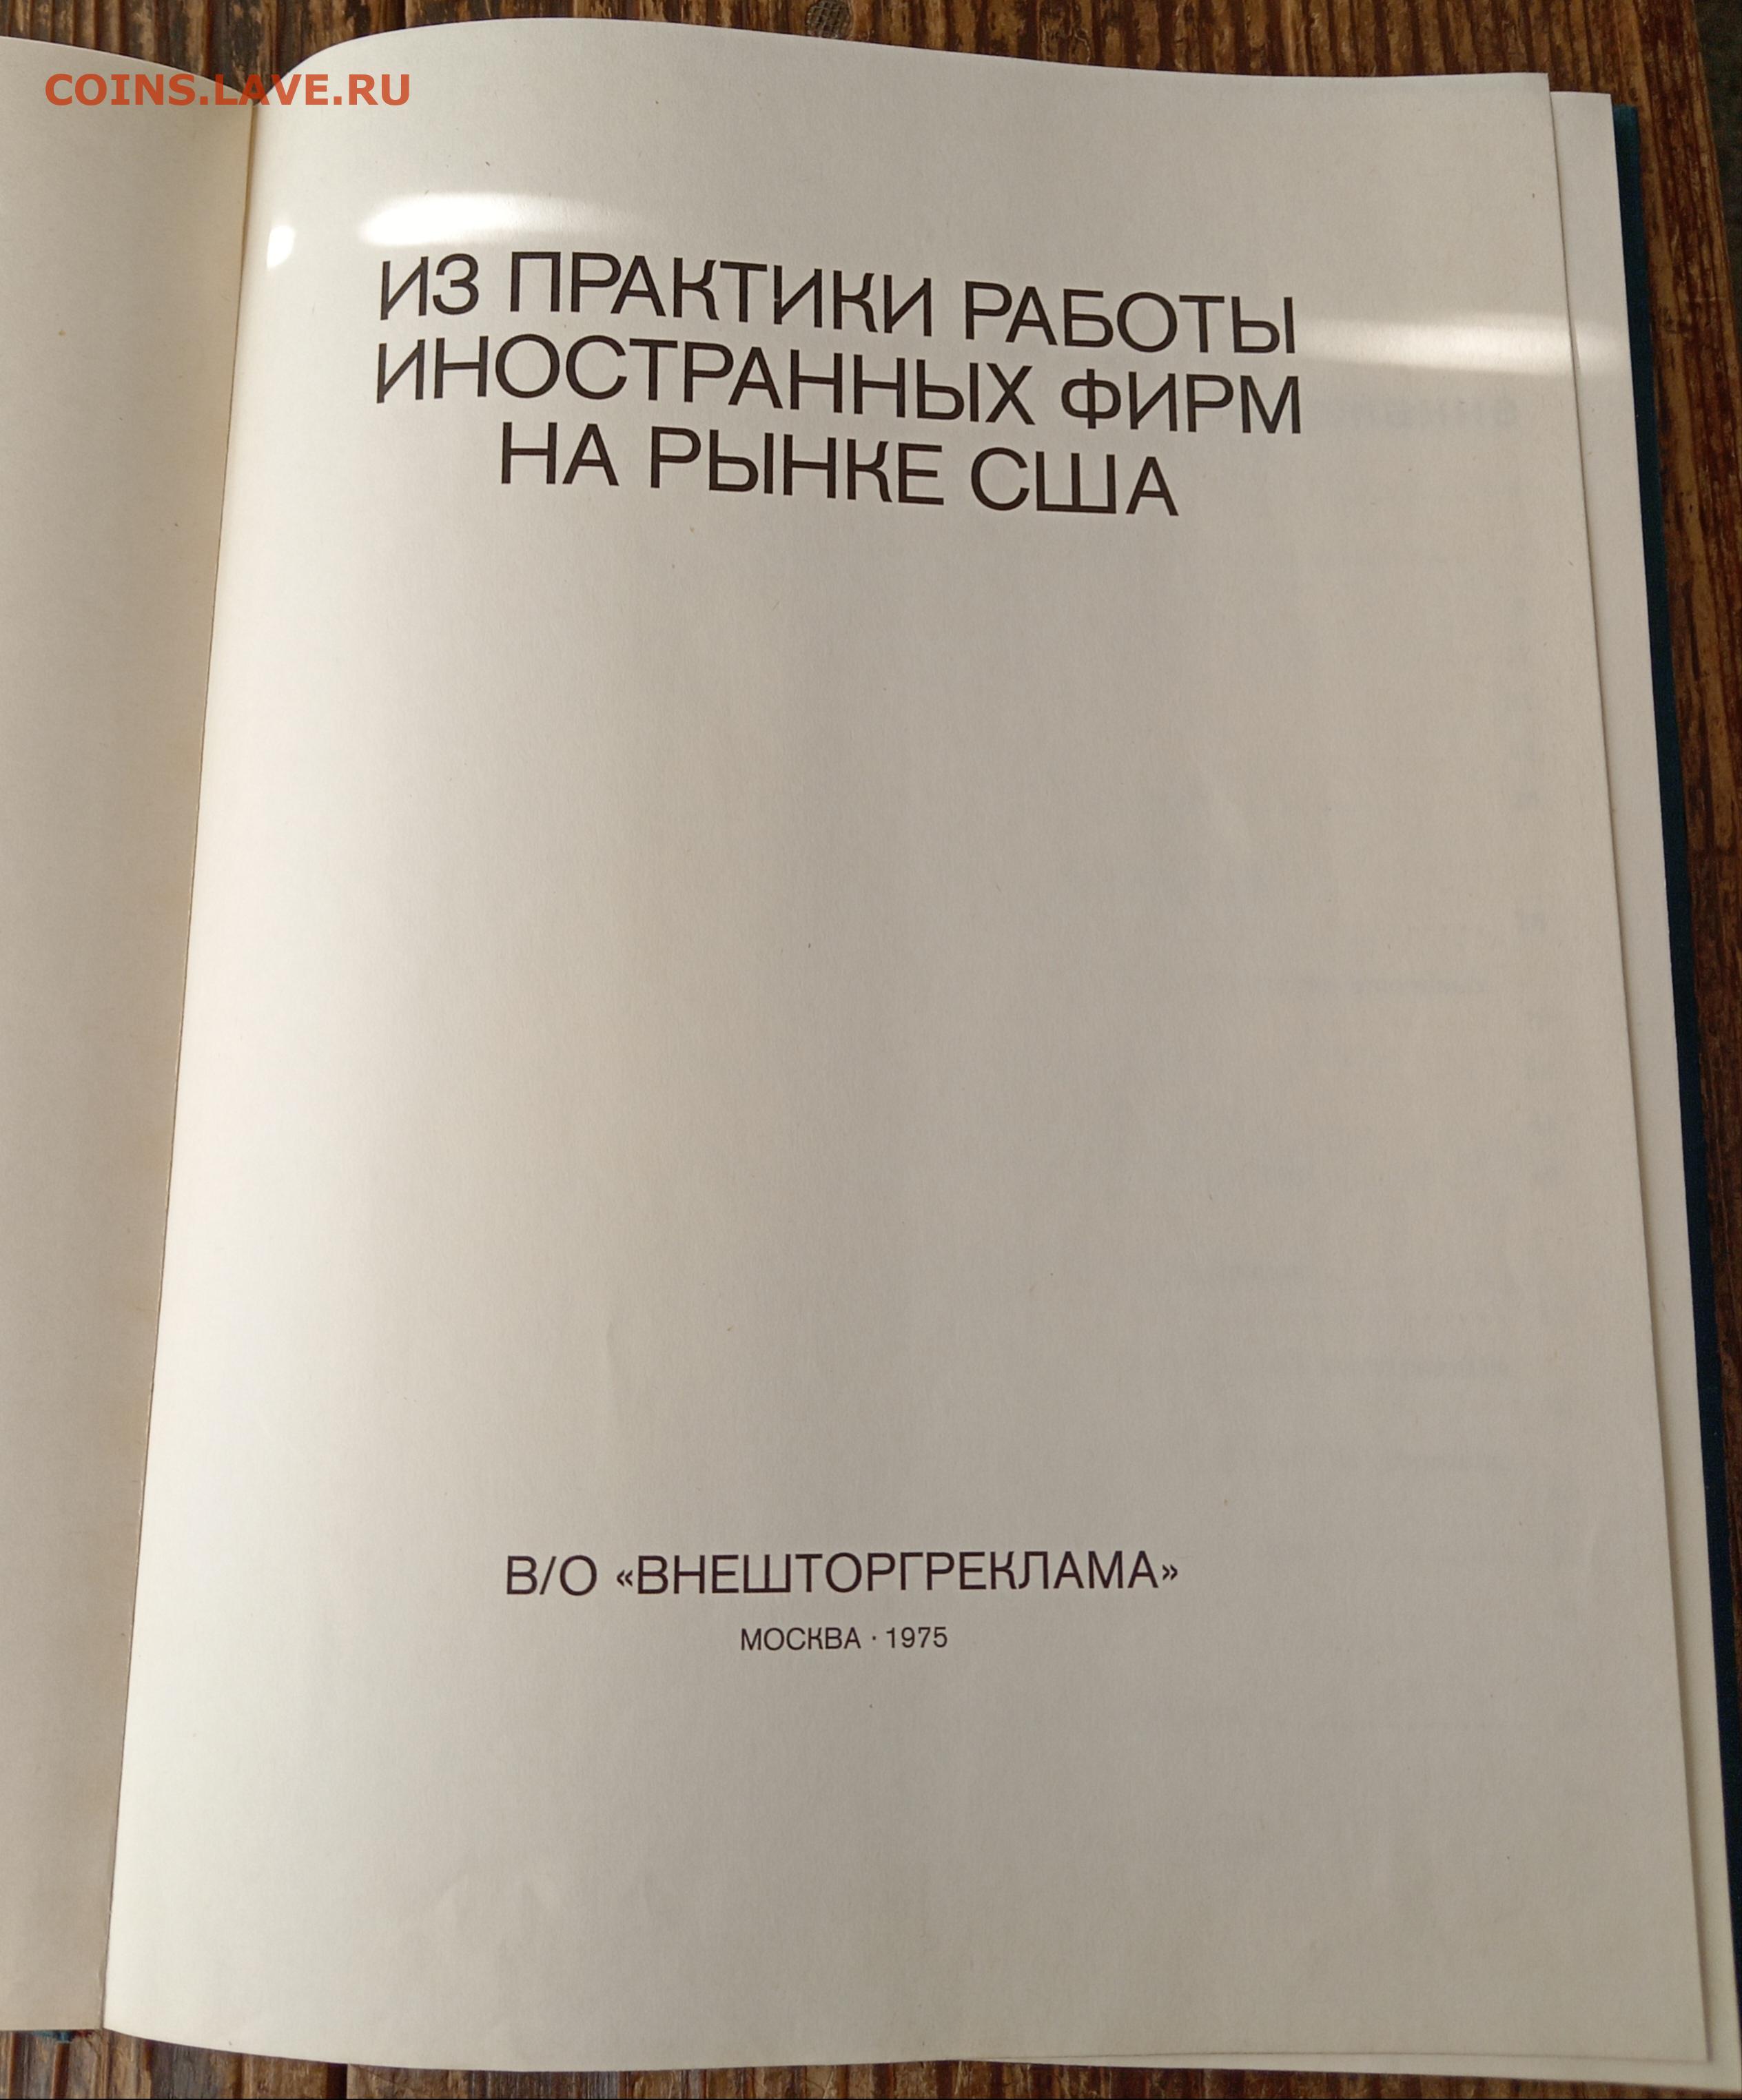 COINS.LAVE.RU
ИЗ ПРАКТИКИ РАБОТЫ
ИНОСТРАННЫХ ФИРМ
НА РЫНКЕ США
В/О «ВНЕШТОРГРЕКЛАМА»
МОСКВА · 1975